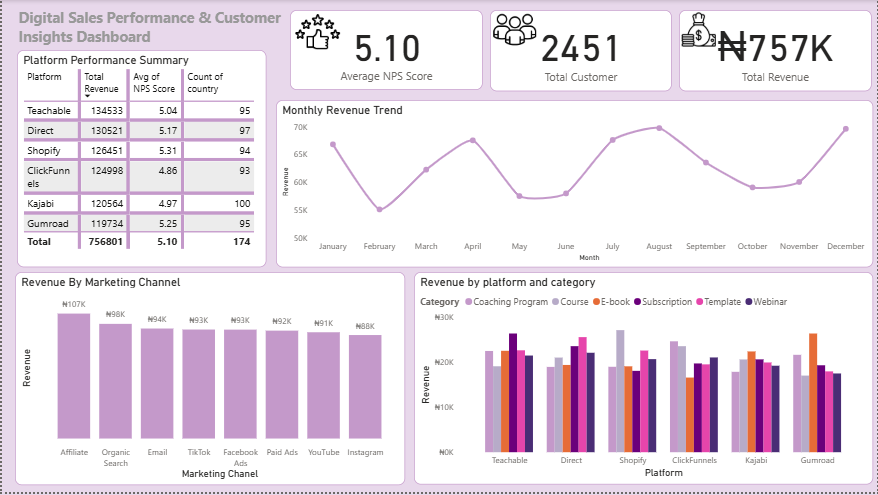 Digital Sales Performance & Customer
Insights Dashboard
5.10
Average NPS Score
2451
Total Customer
$
₦757K
Total Revenue
Platform Performance Summary
Platform Total Revenue Avg of NPS Score Count of country
Teachable 134533 5.04 95
Direct 130521 5.17 97
Shopify 126451 5.31 94
ClickFunnels 124998 4.86 93
Kajabi 120564 4.97 100
Gumroad 119734 5.25 95
Total 756801 5.10 174
Monthly Revenue Trend
Revenue
70K
65K
60K
55K
50K
January February March April May June July August September October November December
Month
Revenue By Marketing Channel
Revenue
₦107K ₦98K ₦94K ₦93K ₦93K ₦92K ₦91K ₦88K
Affiliate Organic Search Email TikTok Facebook Ads Paid Ads YouTube Instagram
Marketing Chanel
Revenue by platform and category
Category Coaching Program Course E-book Subscription Template Webinar
Revenue
₦30K
₦20K
₦10K
₦0K
Teachable Direct Shopify ClickFunnels Kajabi Gumroad
Platform